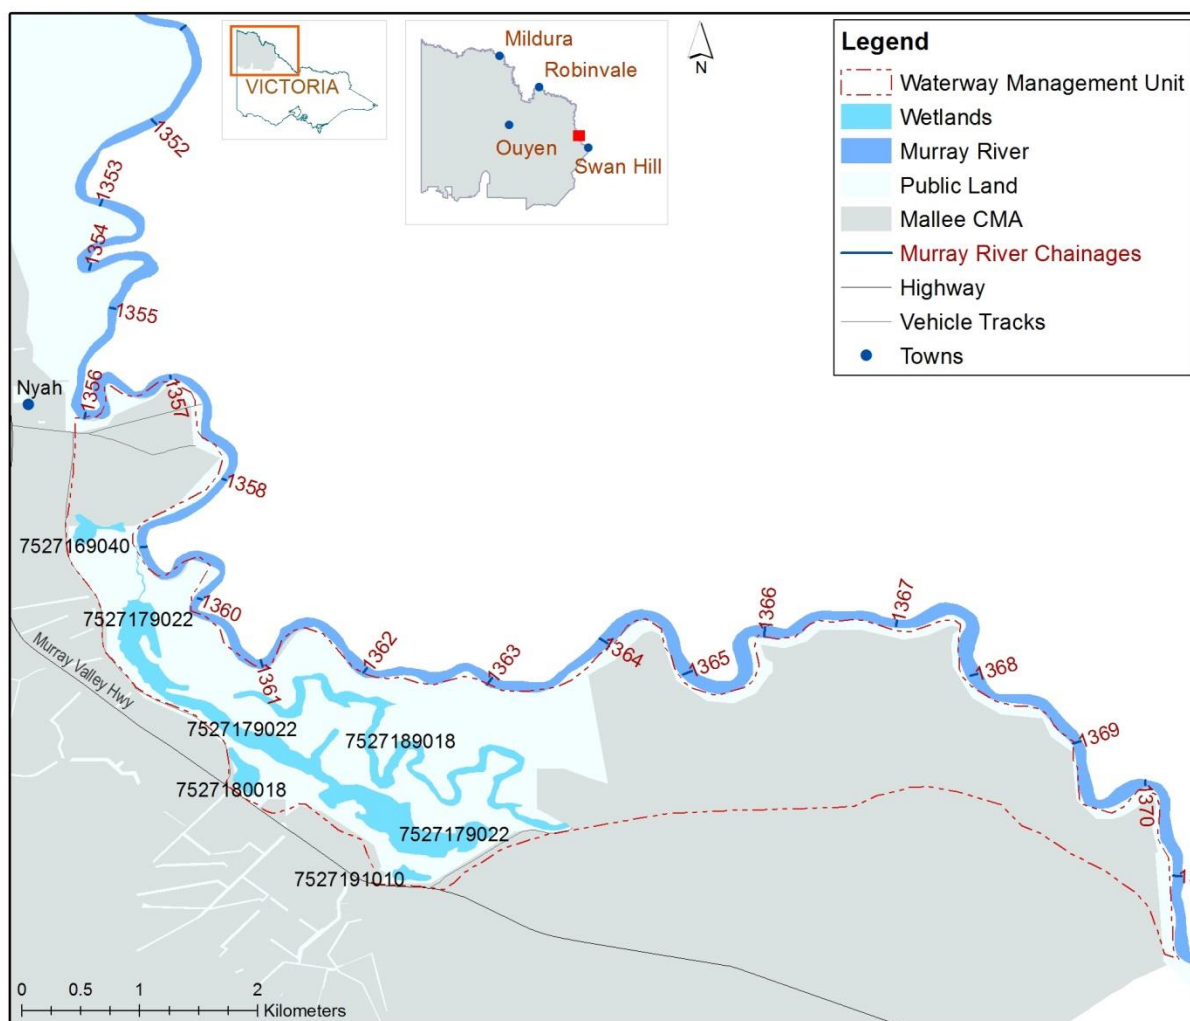 VICTORIA
Mildura
Robinvale
Ouyen
Swan Hill
N
Legend
Waterway Management Unit
Wetlands
Murray River
Public Land
Mallee CMA
Murray River Chainages
Highway
Vehicle Tracks
Towns
1352
1353
1354
1355
1356
1357
Nyah
1358
7527169040
1360
7527179022
1361
1362
1363
1364
1365
1366
1367
1368
1369
1370
1
Murray Valley Hwy
7527179022
7527189018
7527180018
7527179022
7527191010
0 0.5 1 2
Kilometers